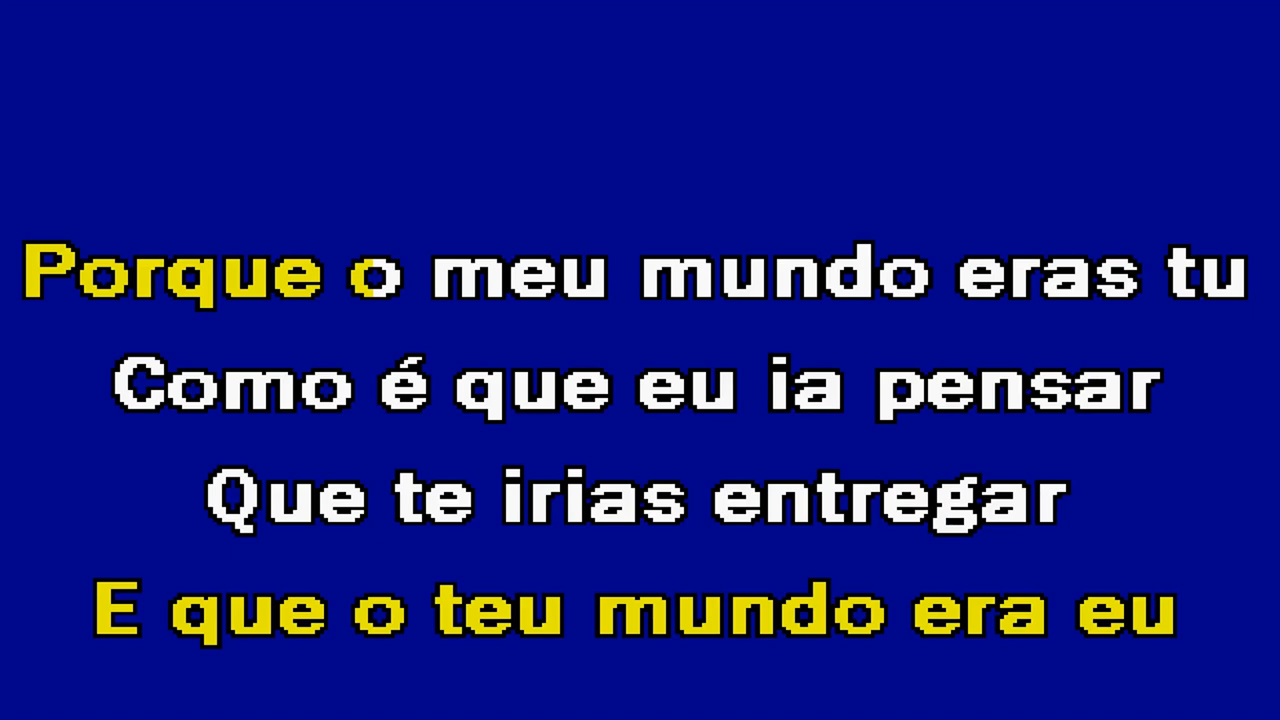 Porque o meu mundo eras tu
Como é que eu ia pensar
Que te irias entregar
E que o teu mundo era eu